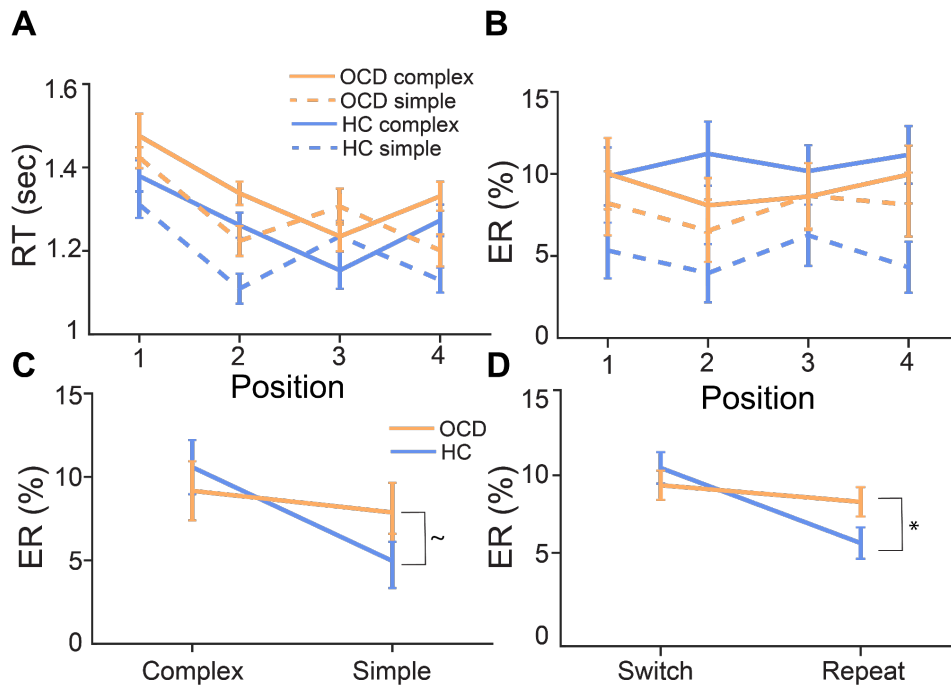 A
RT (sec)
1.6
1.4
1.2
1
1 2 3 4
Position
OCD complex
OCD simple
HC complex
HC simple
B
ER (%)
15
10
5
0
1 2 3 4
Position
C
ER (%)
15
10
5
0
Complex Simple
OCD
HC
~
D
ER (%)
15
10
5
0
Switch Repeat
*